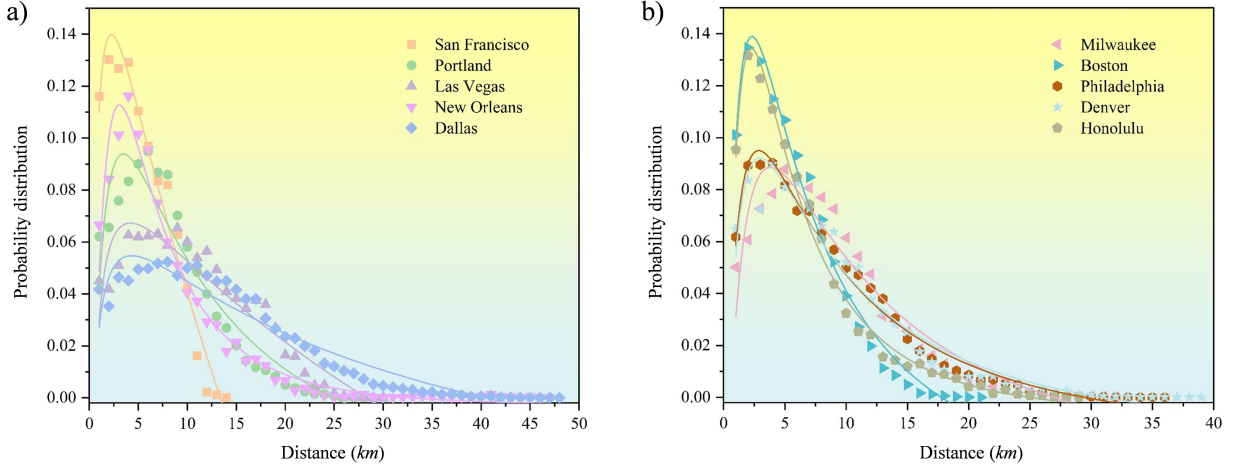 a)
Probability distribution
0.14
0.12
0.10
0.08
0.06
0.04
0.02
0.00
San Francisco
Portland
Las Vegas
New Orleans
Dallas
0 5 10 15 20 25 30 35 40 45 50
Distance (km)
b)
Probability distribution
0.14
0.12
0.10
0.08
0.06
0.04
0.02
0.00
Milwaukee
Boston
Philadelphia
Denver
Honolulu
0 5 10 15 20 25 30 35 40
Distance (km)